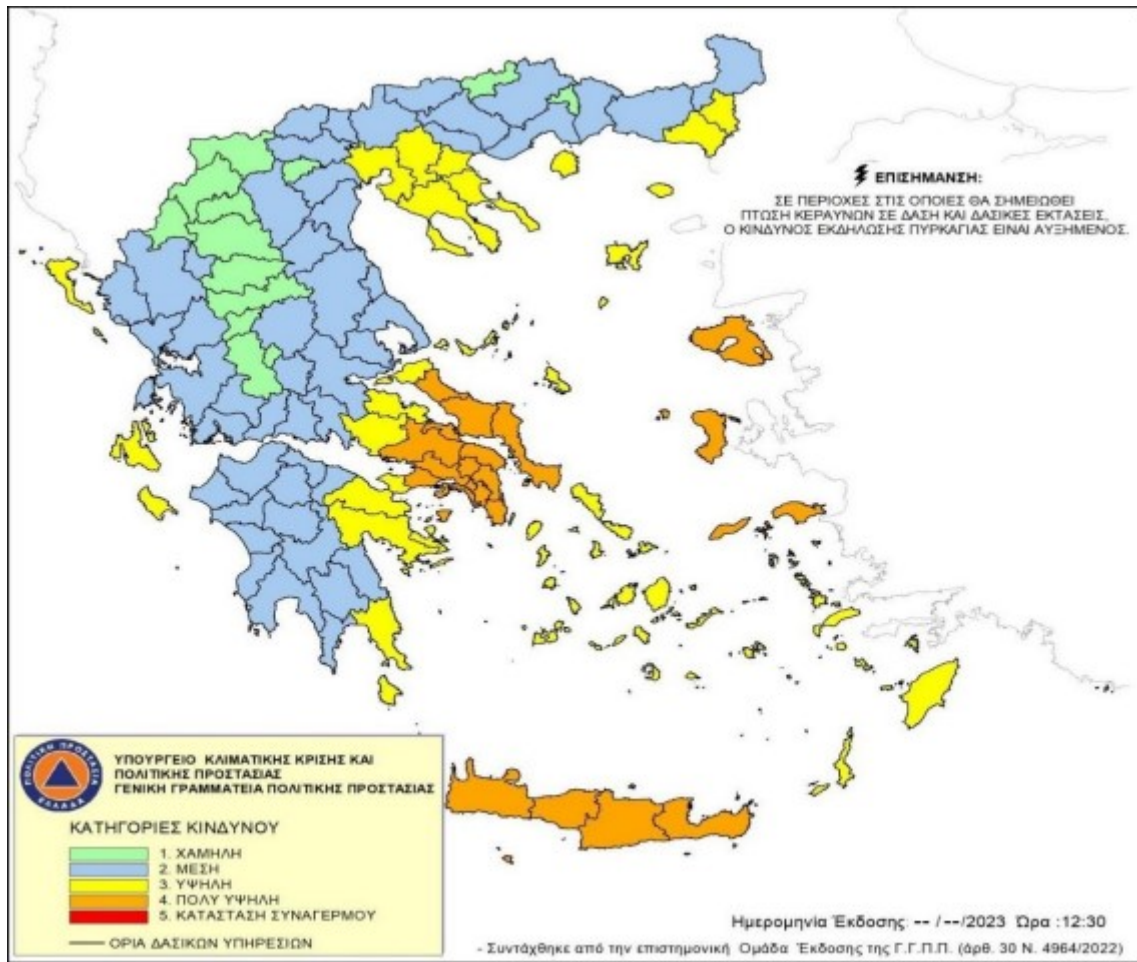 ΕΠΙΣΗΜΑΝΣΗ:
ΣΕ ΠΕΡΙΟΧΕΣ ΣΤΙΣ ΟΠΟΙΕΣ ΘΑ ΣΗΜΕΙΩΘΕΙ
ΠΤΩΣΗ ΚΕΡΑΥΝΩΝ ΣΕ ΔΑΣΗ ΚΑΙ ΔΑΣΙΚΕΣ ΕΚΤΑΣΕΙΣ,
Ο ΚΙΝΔΥΝΟΣ ΕΚΔΗΛΩΣΗΣ ΠΥΡΚΑΓΙΑΣ ΕΙΝΑΙ ΑΥΞΗΜΕΝΟΣ.
ΠΟΛΙΤΙΚΗ ΠΡΟΣΤΑΣΙΑ
ΕΛΛΑΔΑ
ΥΠΟΥΡΓΕΙΟ ΚΛΙΜΑΤΙΚΗΣ ΚΡΙΣΗΣ ΚΑΙ
ΠΟΛΙΤΙΚΗΣ ΠΡΟΣΤΑΣΙΑΣ
ΓΕΝΙΚΗ ΓΡΑΜΜΑΤΕΙΑ ΠΟΛΙΤΙΚΗΣ ΠΡΟΣΤΑΣΙΑΣ
ΚΑΤΗΓΟΡΙΕΣ ΚΙΝΔΥΝΟΥ
1. ΧΑΜΗΛΗ
2. ΜΕΣΗ
3. ΥΨΗΛΗ
4. ΠΟΛΥ ΥΨΗΛΗ
5. ΚΑΤΑΣΤΑΣΗ ΣΥΝΑΓΕΡΜΟΥ
ΟΡΙΑ ΔΑΣΙΚΩΝ ΥΠΗΡΕΣΙΩΝ
Ημερομηνία Έκδοσης: -- / --/2023 Ώρα :12:30
- Συντάχθηκε από την επιστημονική Ομάδα Έκδοσης της Γ.Γ.Π.Π. (άρθ. 30 Ν. 4964/2022)